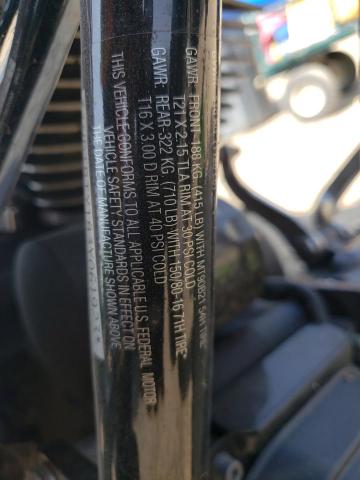 GAWR: FRONT-188 KG (415 LB) WITH MT90B21 54H TIRE
T21 X 2-15 TLA RIM AT 30 PSI COLD
GAWR: REAR-322 KG (710 LB) WITH 150/80-16 71H TIRE
T16 X 3.00 D RIM AT 40 PSI COLD
THIS VEHICLE CONFORMS TO ALL APPLICABLE U.S. FEDERAL MOTOR
VEHICLE SAFETY STANDARDS IN EFFECT ON
THE DATE OF MANUFACTURE SHOWN ABOVE